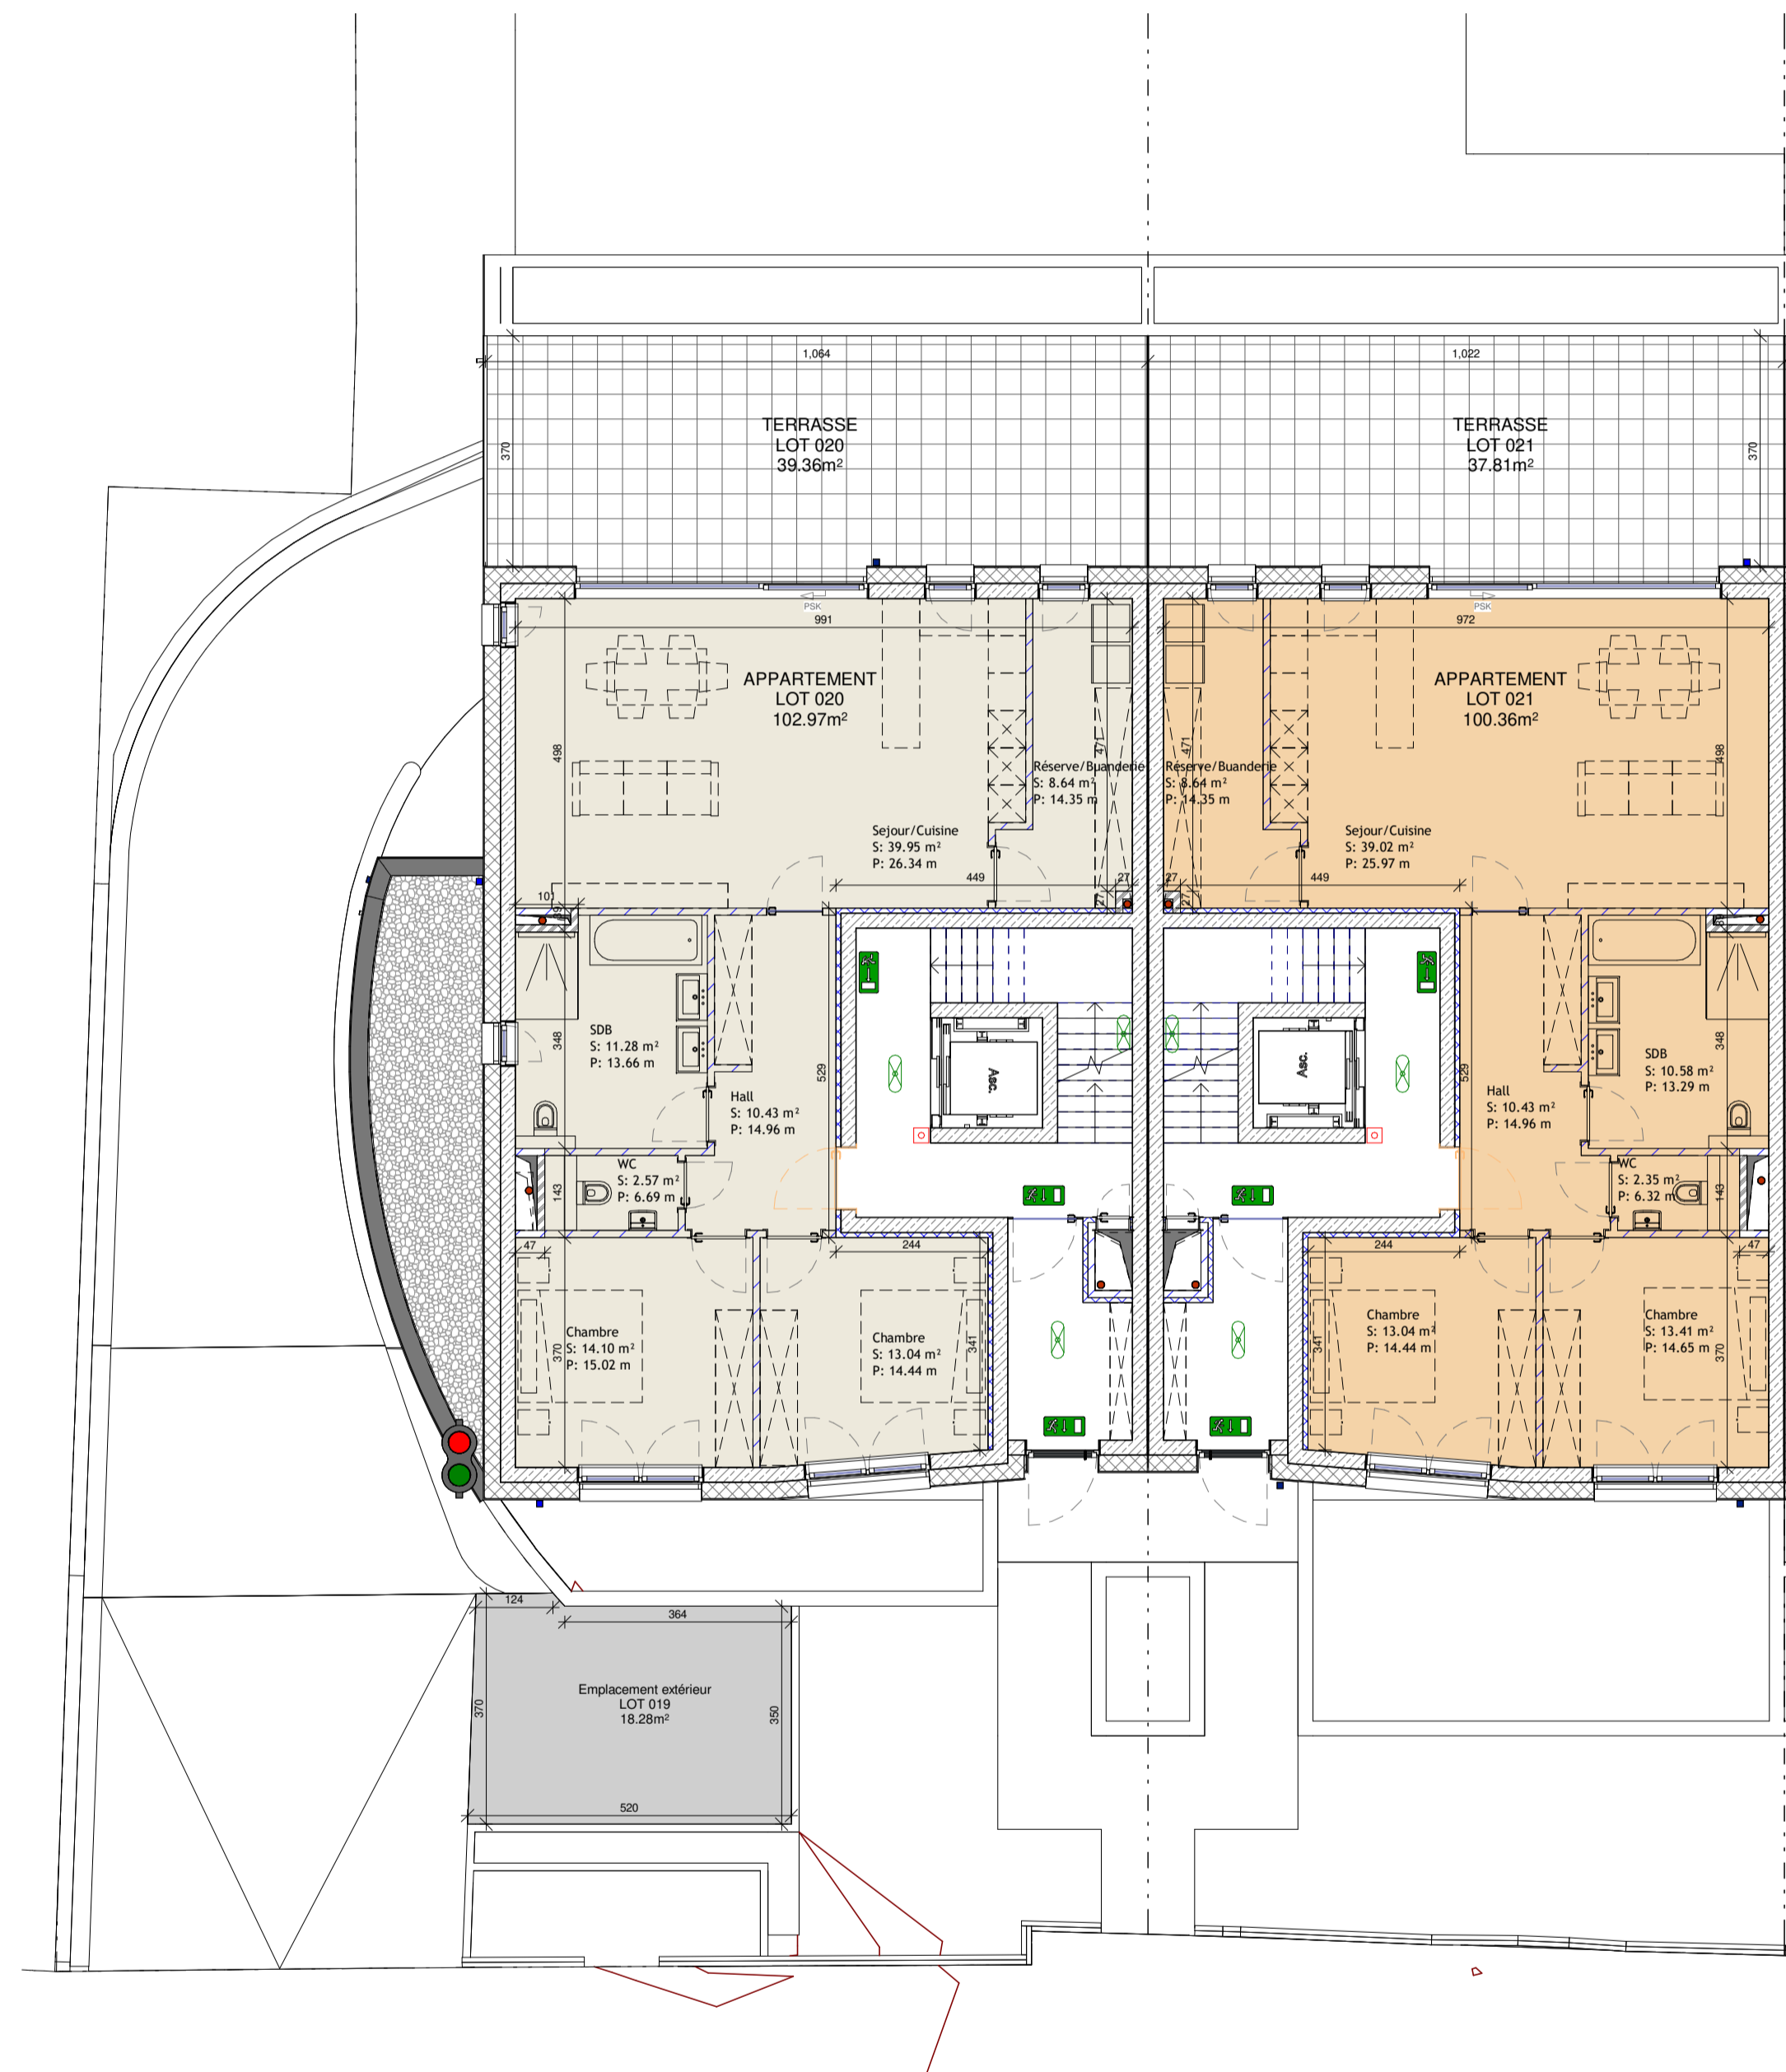 1,064
1,022
TERRASSE
LOT 020
39.36m²
TERRASSE
LOT 021
37.81m²
370
370
PSK
PSK
991
972
APPARTEMENT
LOT 020
102.97m²
APPARTEMENT
LOT 021
100.36m²
498
471
471
498
Réserve/Buanderie
S: 8.64 m²
P: 14.35 m
Réserve/Buanderie
S: 8.64 m²
P: 14.35 m
Sejour/Cuisine
S: 39.95 m²
P: 26.34 m
Sejour/Cuisine
S: 39.02 m²
P: 25.97 m
449
27
27
449
27
27
101
SDB
S: 11.28 m²
P: 13.66 m
348
529
Asc.
Asc.
529
348
SDB
S: 10.58 m²
P: 13.29 m
Hall
S: 10.43 m²
P: 14.96 m
Hall
S: 10.43 m²
P: 14.96 m
WC
S: 2.57 m²
P: 6.69 m
WC
S: 2.35 m²
P: 6.32 m
143
143
47
244
244
47
Chambre
S: 14.10 m²
P: 15.02 m
Chambre
S: 13.04 m²
P: 14.44 m
Chambre
S: 13.04 m²
P: 14.44 m
Chambre
S: 13.41 m²
P: 14.65 m
370
341
341
370
124
364
Emplacement extérieur
LOT 019
18.28m²
370
350
520